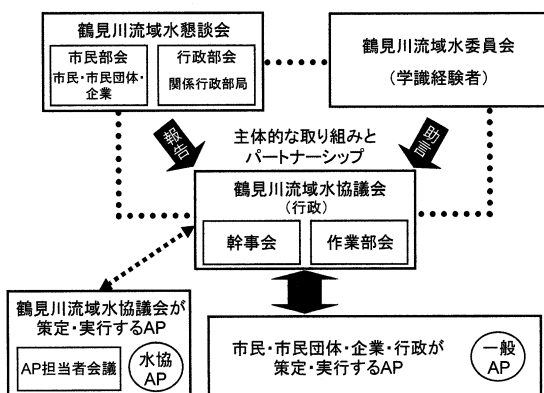 鶴見川流域水懇談会
市民部会
市民・市民団体・
企業
行政部会
関係行政部局
鶴見川流域水委員会
(学識経験者)
報告
主体的な取り組みと
パートナーシップ
助言
鶴見川流域水協議会
(行政)
幹事会
作業部会
鶴見川流域水協議会が
策定・実行するAP
AP担当者会議
水協
AP
市民・市民団体・企業・行政が
策定・実行するAP
一般
AP